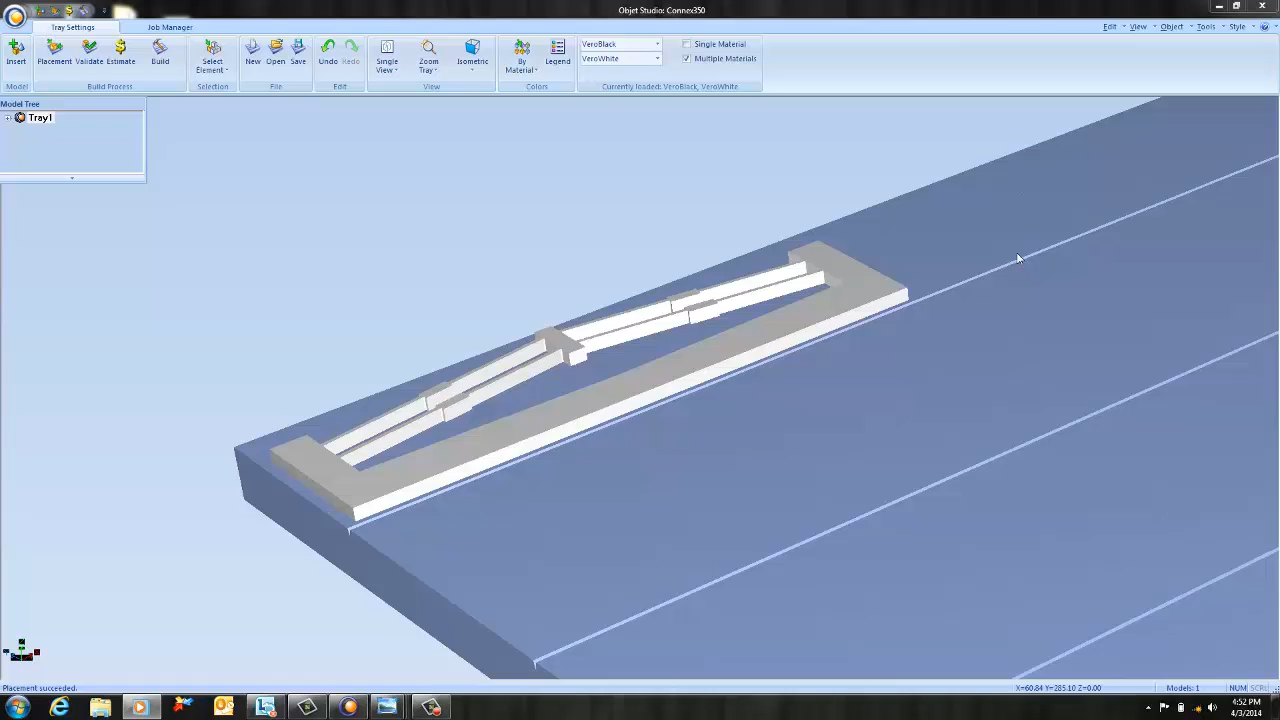 Objet Studio: Connex350
Tray Settings
Job Manager
Edit
View
Object
Tools
Style
Insert
Placement
Validate
Estimate
Build
Select
Element
New
Open
Save
Undo
Redo
Single
View
Zoom
Tray
Isometric
By
Material
Legend
VeroBlack
VeroWhite
Single Material
Multiple Materials
Model
Build Process
Selection
File
Edit
View
Colors
Currently loaded: VeroBlack, VeroWhite
Model Tree
Tray1
Placement succeeded.
X=60.84 Y=285.10 Z=0.00
Models: 1
NUM
SCRL
4:52 PM
4/3/2014